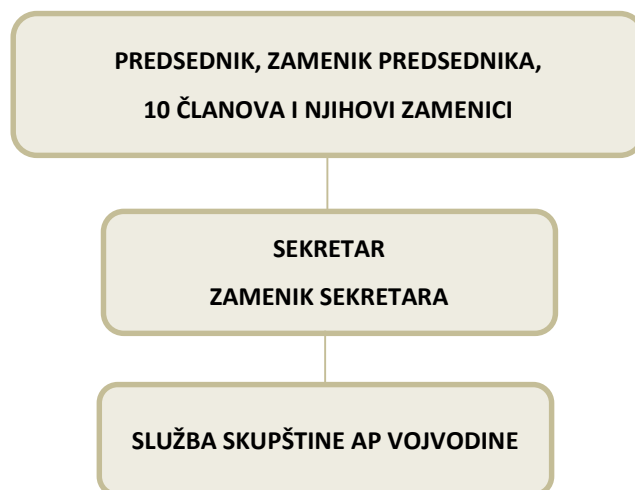 PREDSEDNIK, ZAMENIK PREDSEDNIKA,
10 ČLANOVA I NJIHOVI ZAMENICI
SEKRETAR
ZAMENIK SEKRETARA
SLUŽBA SKUPŠTINE AP VOJVODINE